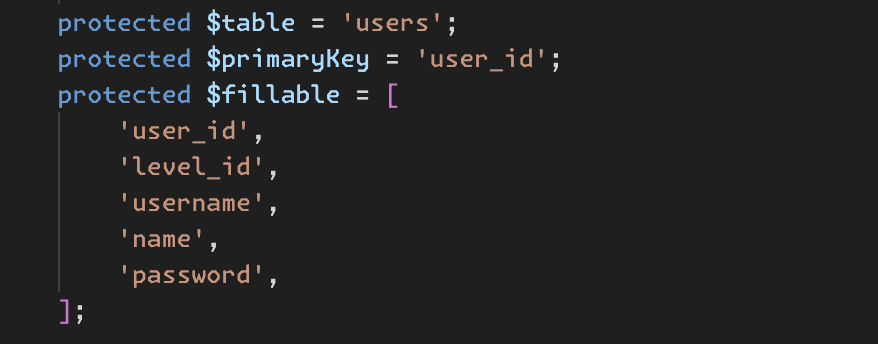 protected $table = 'users';
protected $primaryKey = 'user_id';
protected $fillable = [
'user_id',
'level_id',
'username',
'name',
'password',
];